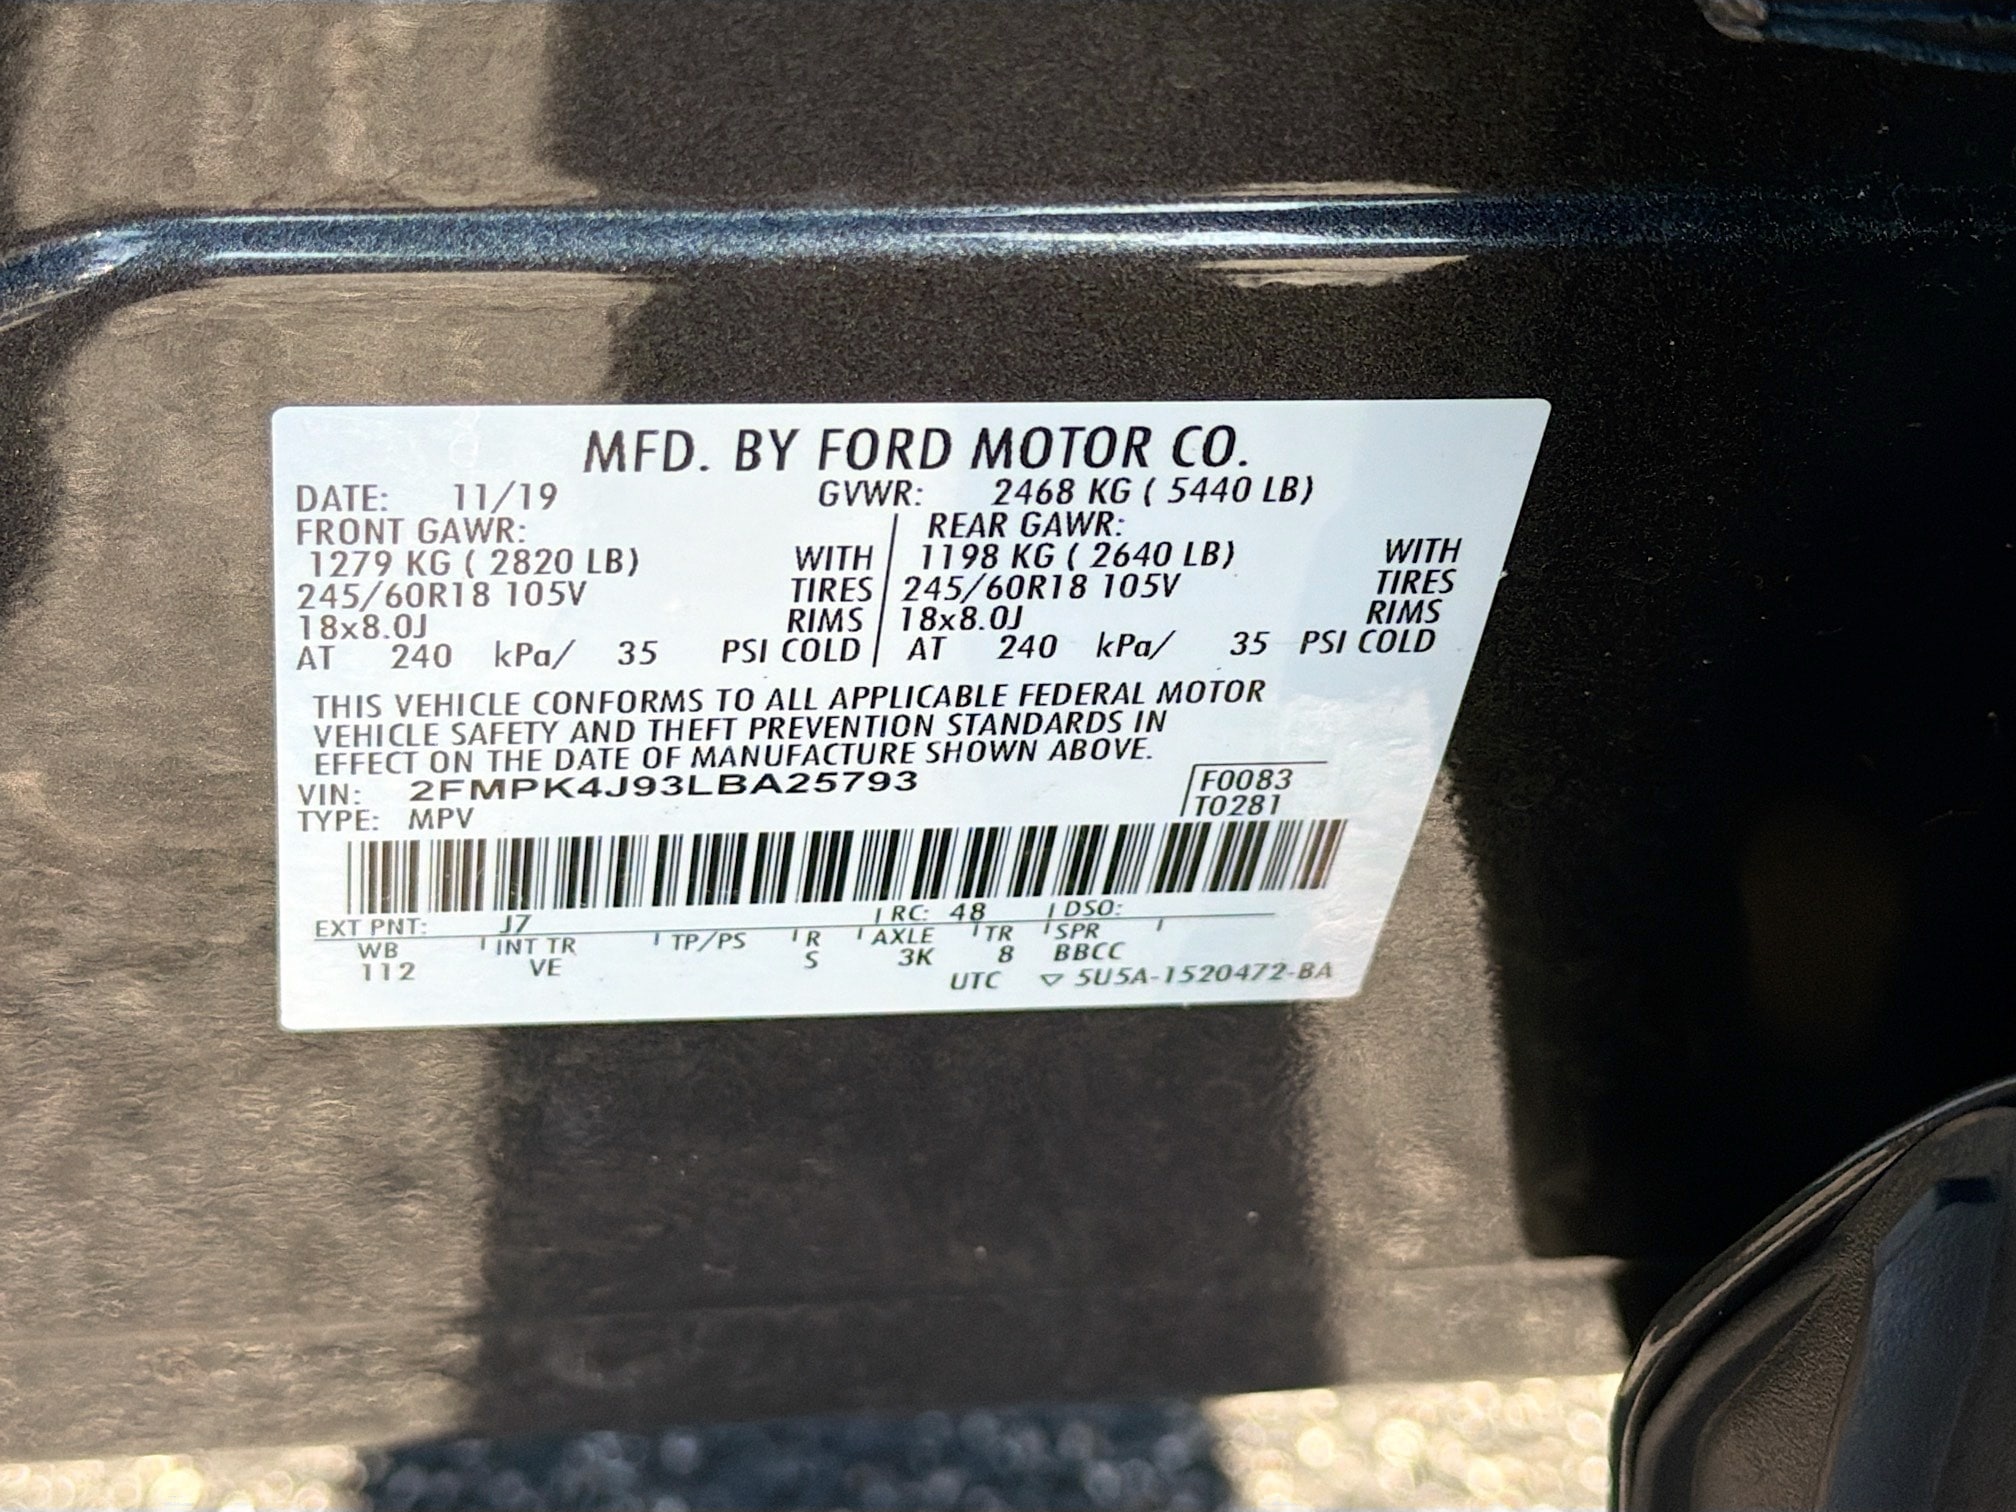 MFD. BY FORD MOTOR CO.
DATE: 11/19 GVWR: 2468 KG ( 5440 LB)
FRONT GAWR: REAR GAWR:
1279 KG ( 2820 LB) WITH 1198 KG ( 2640 LB) WITH
245/60R18 105V TIRES 245/60R18 105V TIRES
18x8.0J RIMS 18x8.0J RIMS
AT 240 kPa/ 35 PSI COLD AT 240 kPa/ 35 PSI COLD
THIS VEHICLE CONFORMS TO ALL APPLICABLE FEDERAL MOTOR
VEHICLE SAFETY AND THEFT PREVENTION STANDARDS IN
EFFECT ON THE DATE OF MANUFACTURE SHOWN ABOVE.
VIN: 2FMPK4J93LBA25793 F0083
TYPE: MPV T0281
EXT PNT: J7 RC: 48 DSO:
WB INT TR TP/PS R AXLE TR SPR
112 VE S 3K 8 BBCC
UTC ▽ 5U5A-1520472-BA